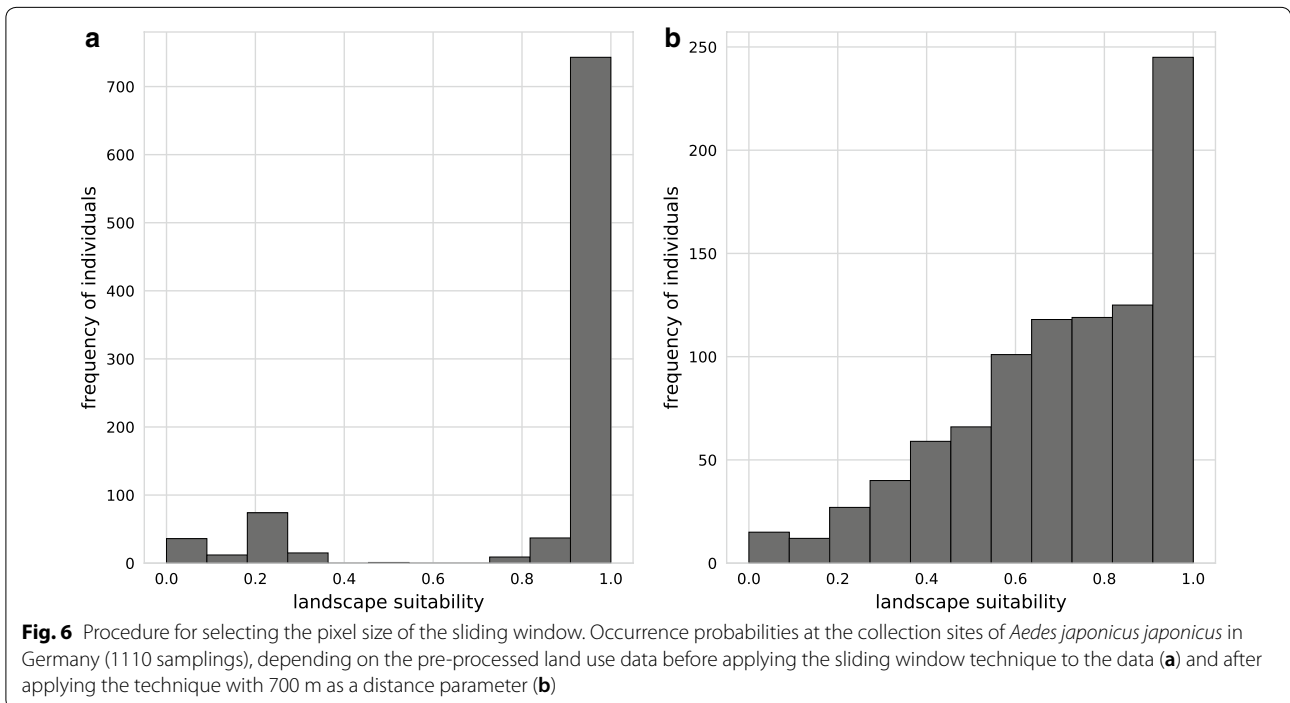 a
b
700
600
500
400
300
200
100
0
frequency of individuals
0.0 0.2 0.4 0.6 0.8 1.0
landscape suitability
250
200
150
100
50
0
frequency of individuals
0.0 0.2 0.4 0.6 0.8 1.0
landscape suitability
Fig. 6 Procedure for selecting the pixel size of the sliding window. Occurrence probabilities at the collection sites of Aedes japonicus japonicus in
Germany (1110 samplings), depending on the pre-processed land use data before applying the sliding window technique to the data (a) and after
applying the technique with 700 m as a distance parameter (b)